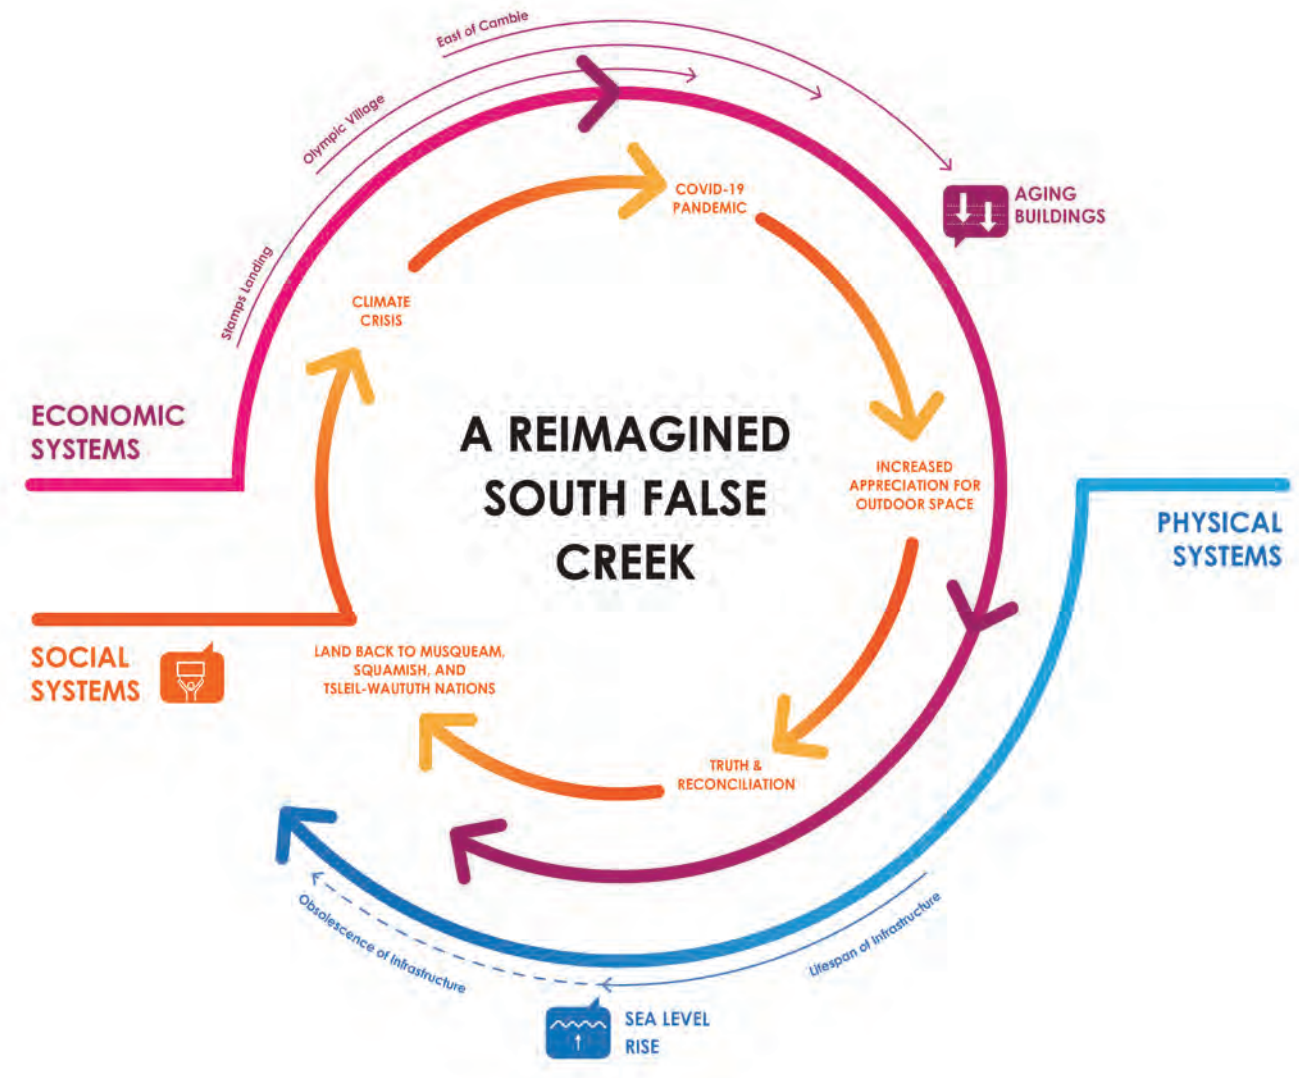 East of Cambie
Olympic Village
Stamps Landing
COVID-19
PANDEMIC
AGING
BUILDINGS
CLIMATE
CRISIS
ECONOMIC
SYSTEMS
A REIMAGINED
SOUTH FALSE
CREEK
INCREASED
APPRECIATION FOR
OUTDOOR SPACE
PHYSICAL
SYSTEMS
SOCIAL
SYSTEMS
LAND BACK TO MUSQUEAM,
SQUAMISH, AND
TSLEIL-WAUTUTH NATIONS
TRUTH &
RECONCILIATION
Obsolescence of Infrastructure
Lifespan of Infrastructure
SEA LEVEL
RISE